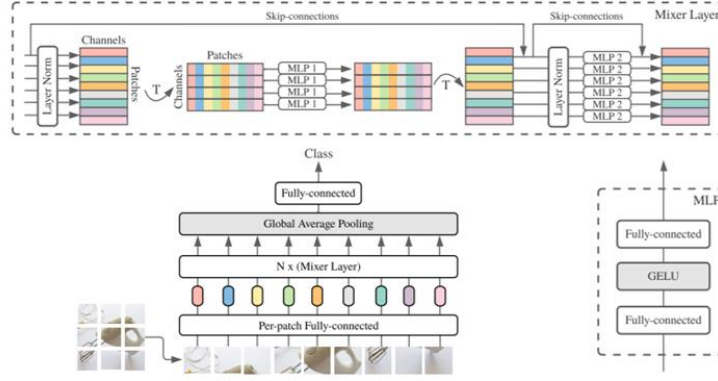 Skip-connections
Skip-connections
Mixer Layer
Channels
Layer Norm
Patches
T
Patches
Channels
MLP 1
MLP 1
MLP 1
MLP 1
T
Layer Norm
MLP 2
MLP 2
MLP 2
MLP 2
MLP 2
MLP 2
Class
Fully-connected
Global Average Pooling
N x (Mixer Layer)
Per-patch Fully-connected
MLP
Fully-connected
GELU
Fully-connected